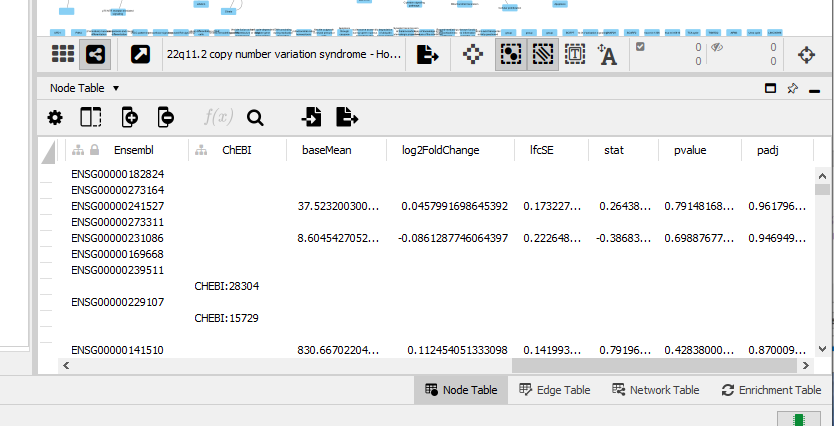 22q11.2 copy number variation syndrome - Ho...
T
A
0 0
0 0
Node Table
f(x)
Ensembl ChEBI baseMean log2FoldChange lfcSE stat pvalue padj
ENSG00000182824
ENSG00000273164
ENSG00000241527 37.523200300... 0.0457991698645392 0.173227... 0.26438... 0.79148168... 0.961796...
ENSG00000273311
ENSG00000231086 8.6045427052... -0.0861287746064397 0.222648... -0.38683... 0.69887677... 0.946949...
ENSG00000169668
ENSG00000239511
CHEBI:28304
ENSG00000229107
CHEBI:15729
ENSG00000141510 830.66702204... 0.112454051333098 0.141993... 0.79196... 0.42838000... 0.870009...
Node Table Edge Table Network Table Enrichment Table